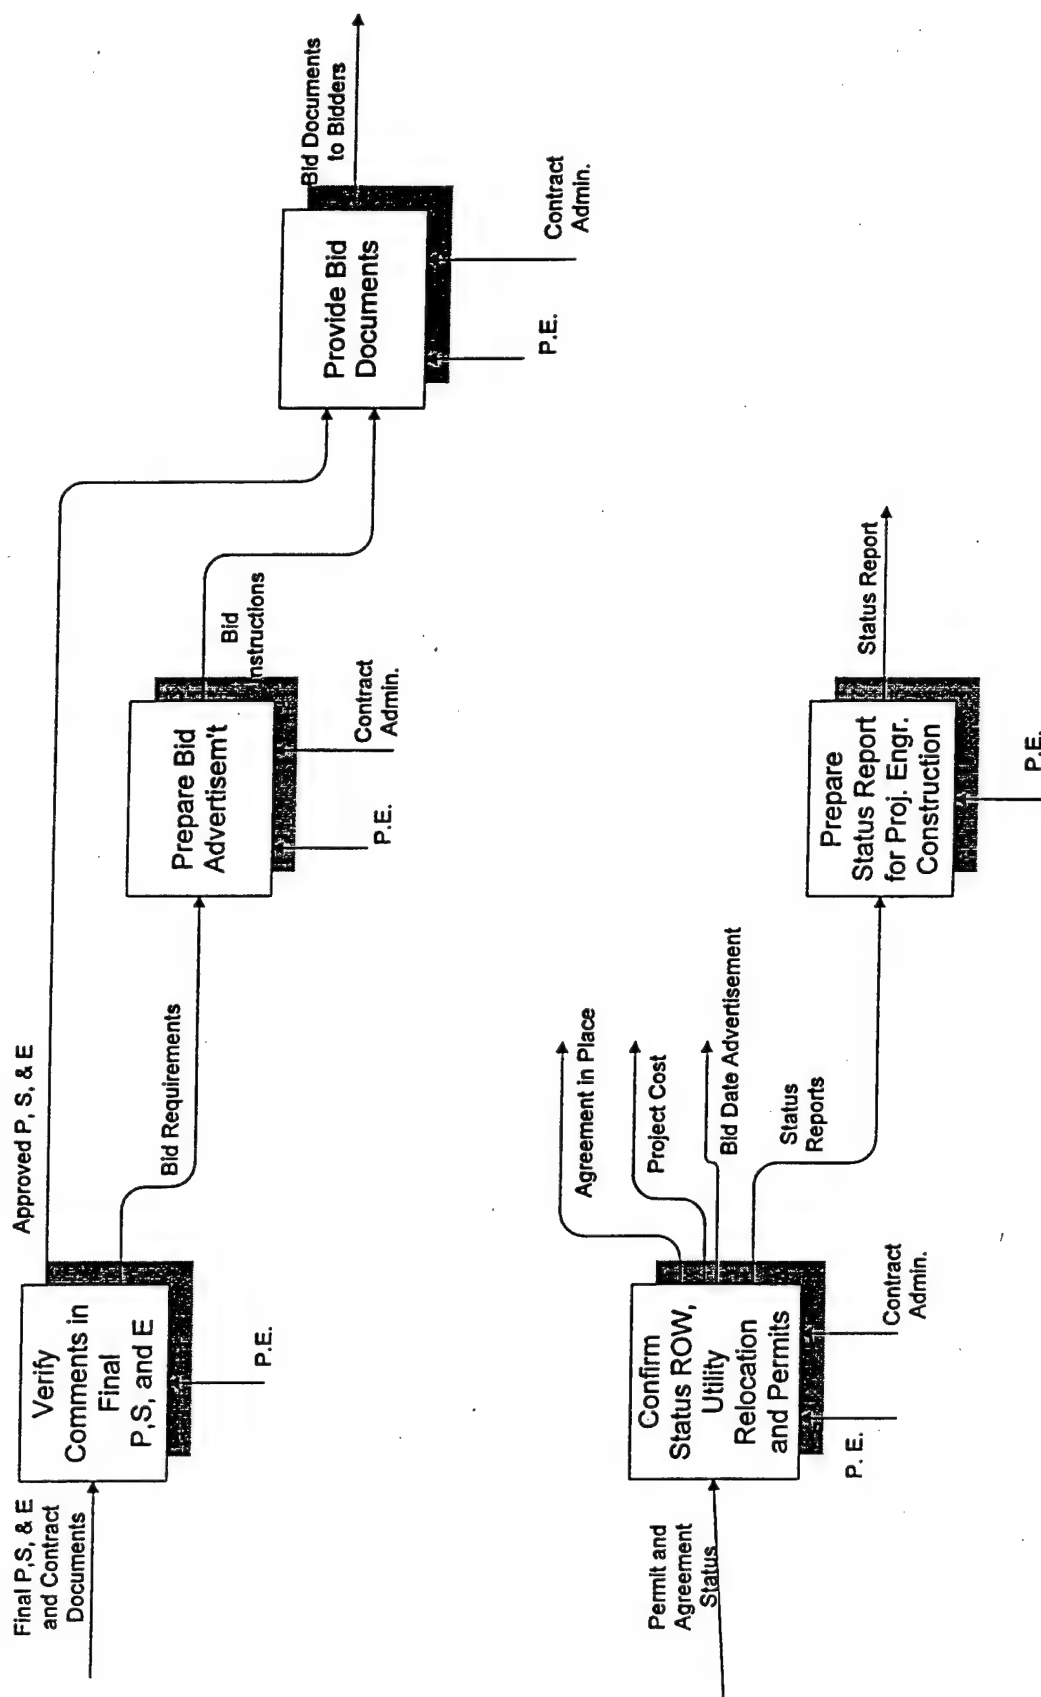 Final P,S, & E
and Contract
Documents
Verify
Comments in
Final
P,S, and E
P.E.
Approved P, S, & E
Bid Requirements
Prepare Bid
Advertisem't
P.E.
Contract
Admin.
Bid
nstructions
Provide Bid
Documents
P.E.
Contract
Admin.
Bid Documents
to Bidders
Permit and
Agreement
Status
Confirm
Status ROW,
Utility
Relocation
and Permits
P. E.
Contract
Admin.
Agreement in Place
Project Cost
Bid Date Advertisement
Status
Reports
Prepare
Status Report
for Proj. Engr.
Construction
P.E.
Status Report